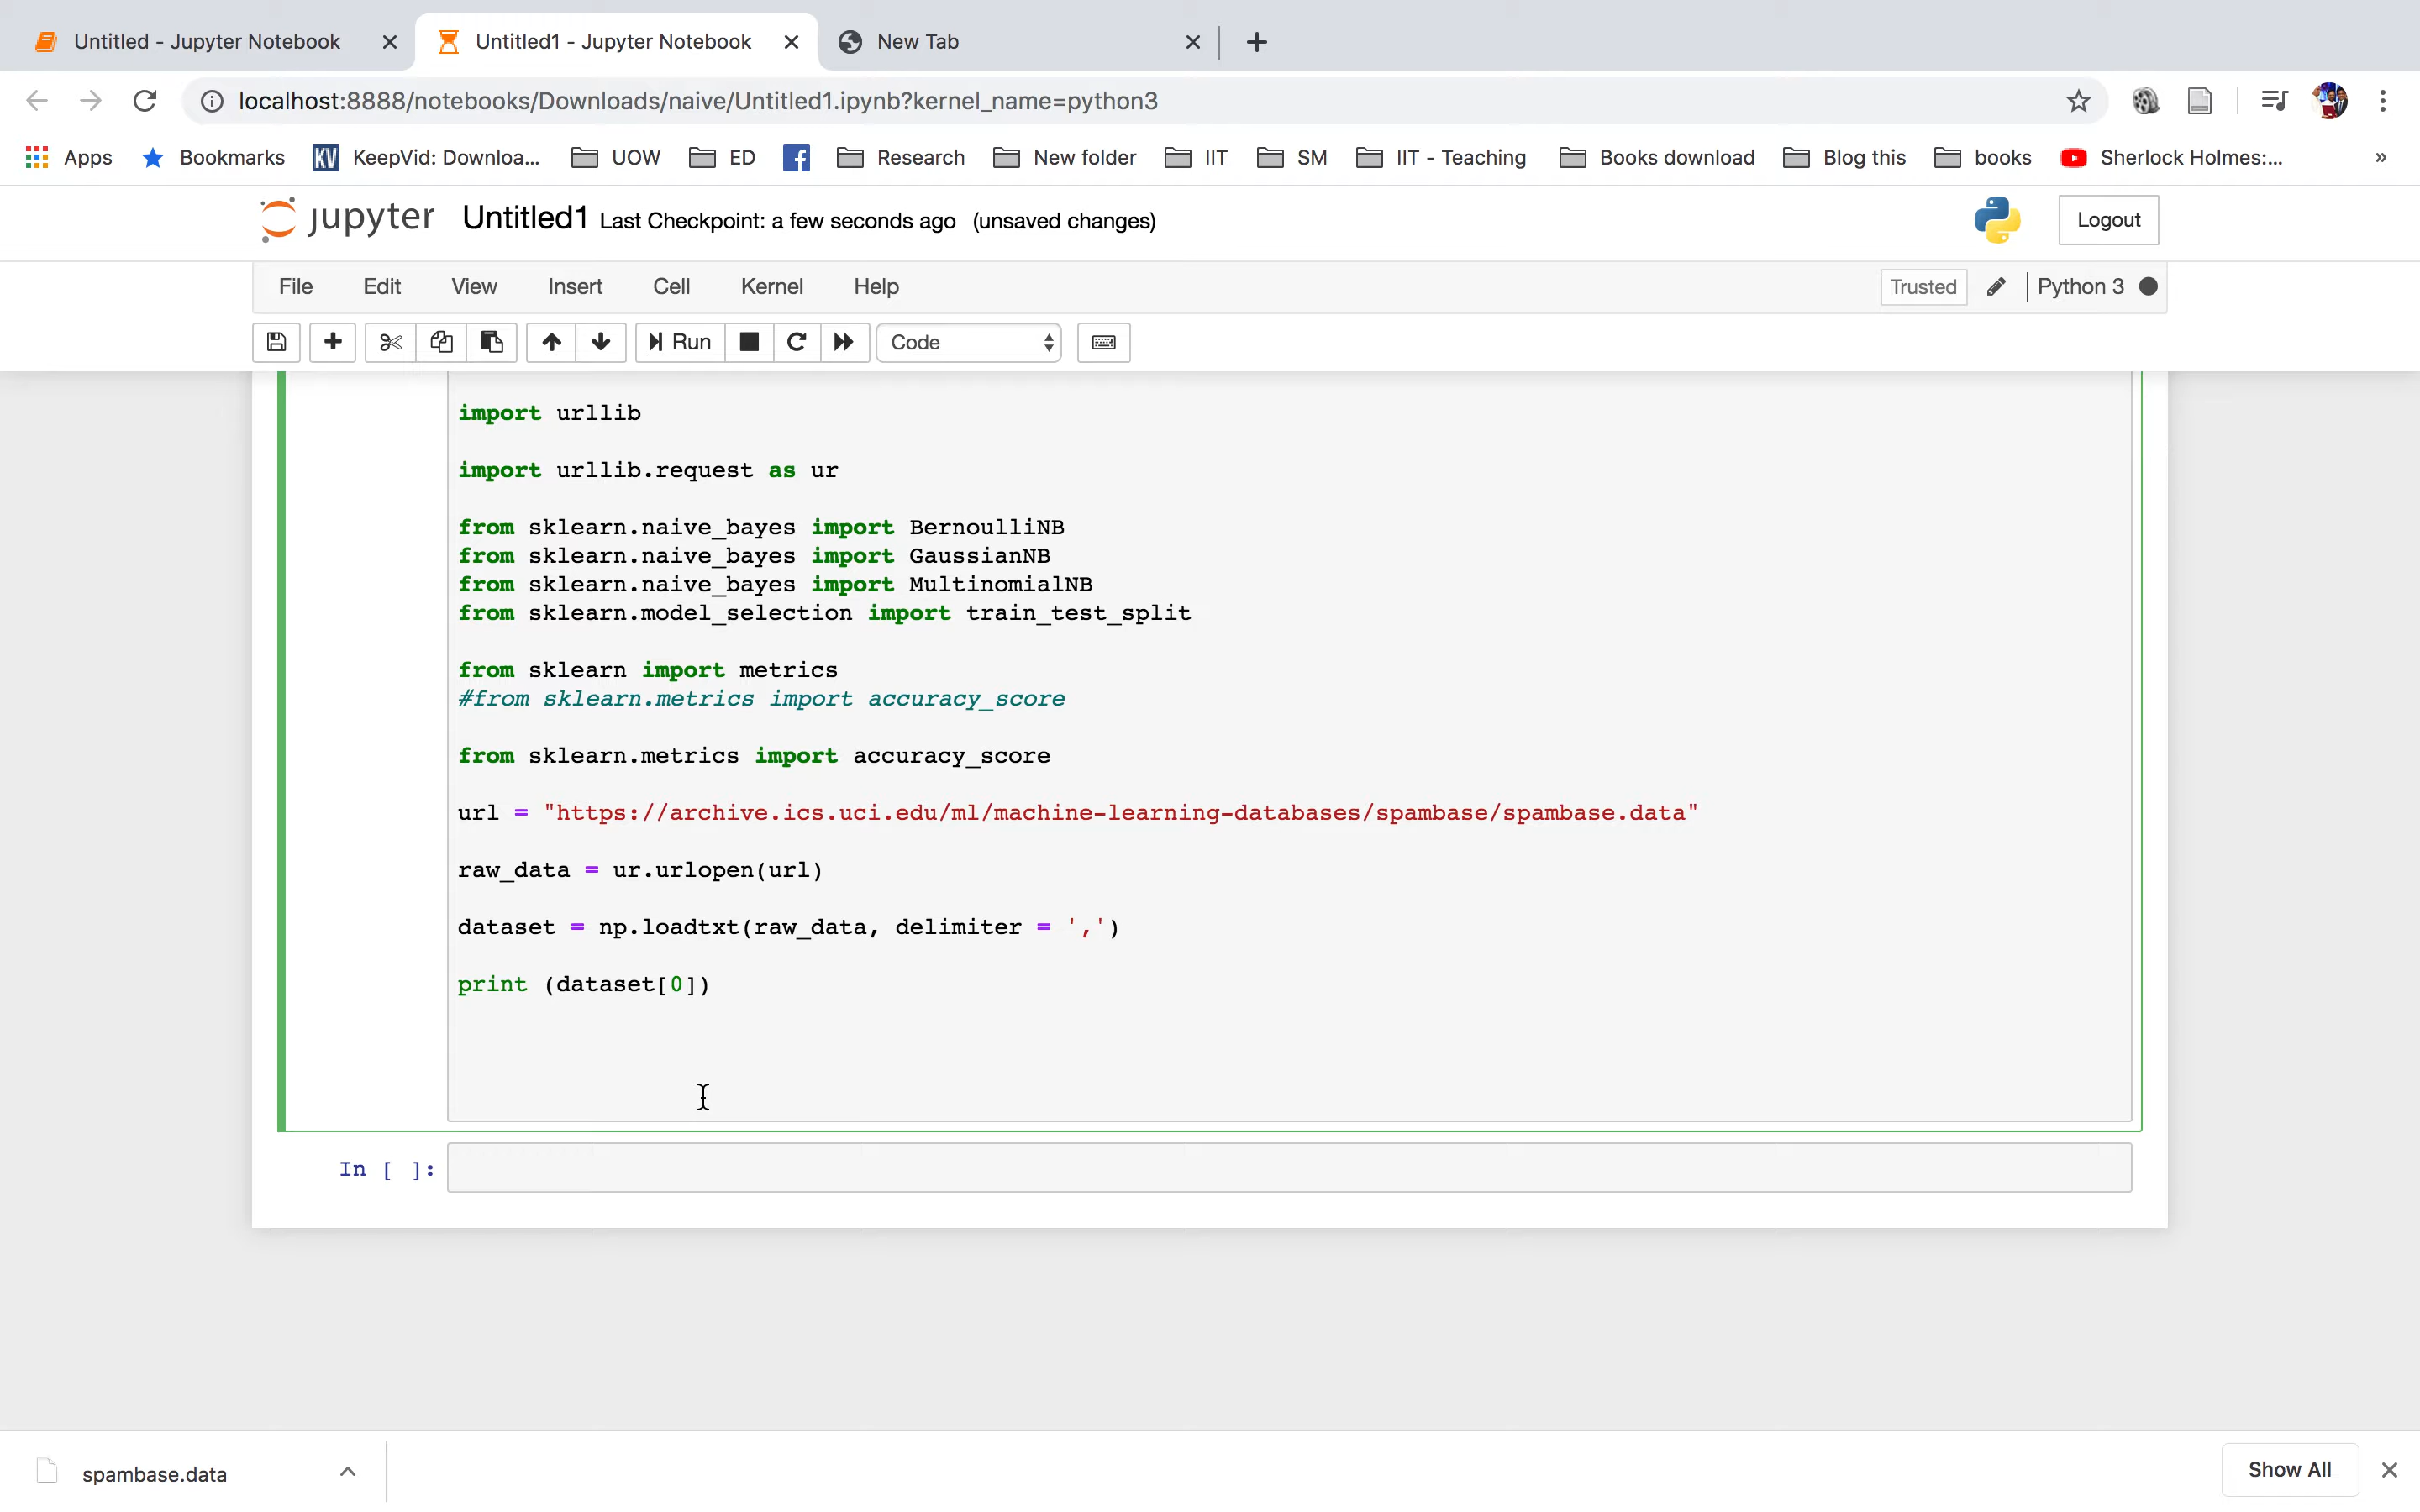 Untitled - Jupyter Notebook
Untitled1 - Jupyter Notebook
New Tab
localhost:8888/notebooks/Downloads/naive/Untitled1.ipynb?kernel_name=python3
Apps Bookmarks KV KeepVid: Downloa... UOW ED Research New folder IIT SM IIT - Teaching Books download Blog this books Sherlock Holmes:... »
jupyter Untitled1 Last Checkpoint: a few seconds ago (unsaved changes) Logout
File Edit View Insert Cell Kernel Help Trusted Python 3
Run Code
import urllib
import urllib.request as ur
from sklearn.naive_bayes import BernoulliNB
from sklearn.naive_bayes import GaussianNB
from sklearn.naive_bayes import MultinomialNB
from sklearn.model_selection import train_test_split
from sklearn import metrics
#from sklearn.metrics import accuracy_score
from sklearn.metrics import accuracy_score
url = "https://archive.ics.uci.edu/ml/machine-learning-databases/spambase/spambase.data"
raw_data = ur.urlopen(url)
dataset = np.loadtxt(raw_data, delimiter = ',')
print (dataset[0])
In [ ]:
spambase.data
Show All